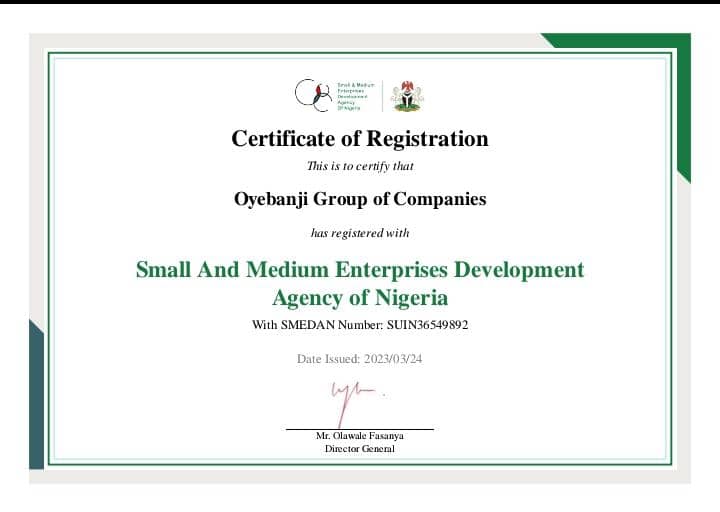 Small & Medium
Enterprises
Development
Agency
Of Nigeria
Certificate of Registration
This is to certify that
Oyebanji Group of Companies
has registered with
Small And Medium Enterprises Development
Agency of Nigeria
With SMEDAN Number: SUIN36549892
Date Issued: 2023/03/24
Mr. Olawale Fasanya
Director General